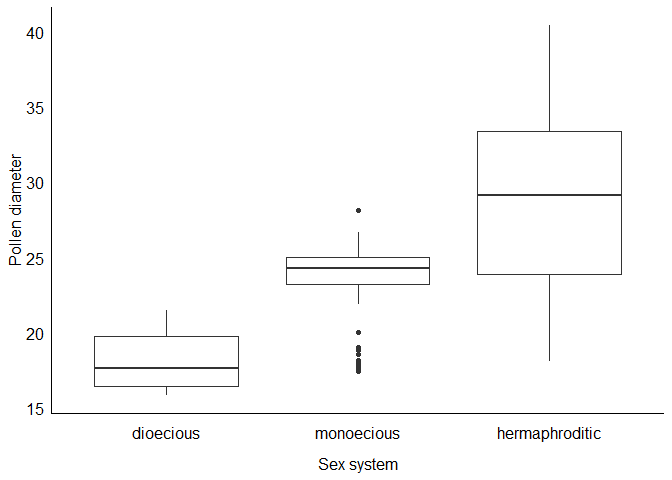 40
35
30
25
20
15
Pollen diameter
dioecious
monoecious
hermaphroditic
Sex system